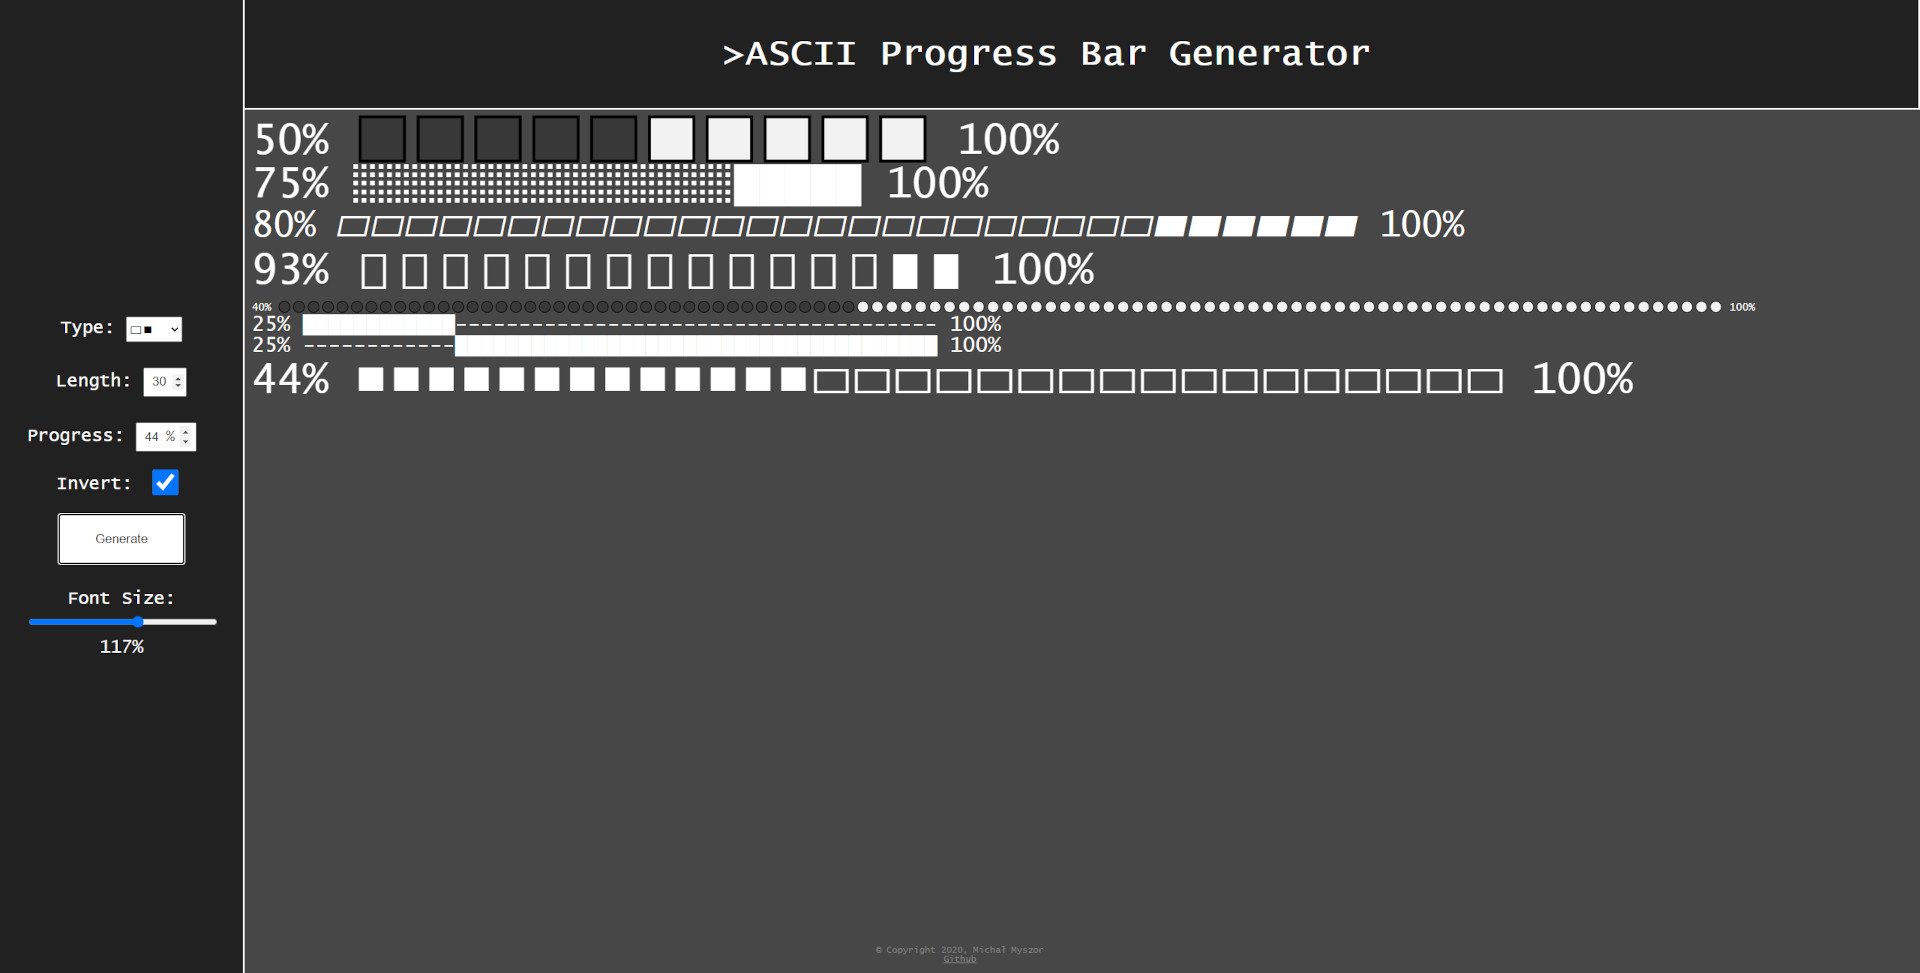 >ASCII Progress Bar Generator
50% 100%
75% 100%
80% 100%
93% 100%
40% 100%
25% ------------------------------------- 100%
25% ------------ 100%
44% 100%
Type:
Length: 30
Progress: 44 %
Invert:
Generate
Font Size:
117%
© Copyright 2020, Michał Myszor
Github